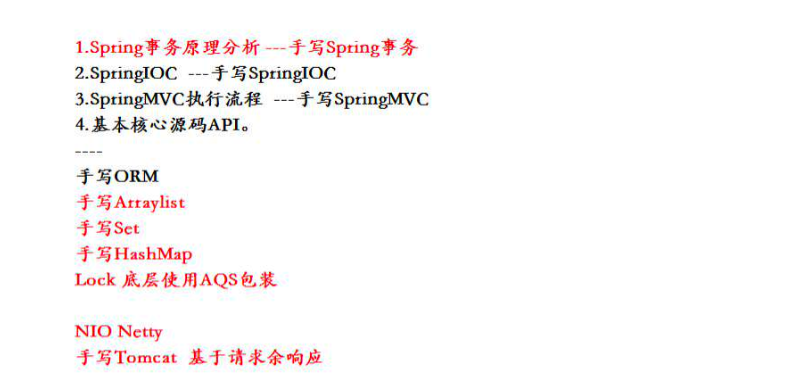 1.Spring事务原理分析 ---手写Spring事务
2.SpringIOC ---手写SpringIOC
3.SpringMVC执行流程 ---手写SpringMVC
4.基本核心源码API。
----
手写ORM
手写Arraylist
手写Set
手写HashMap
Lock 底层使用AQS包装
NIO Netty
手写Tomcat 基于请求余响应